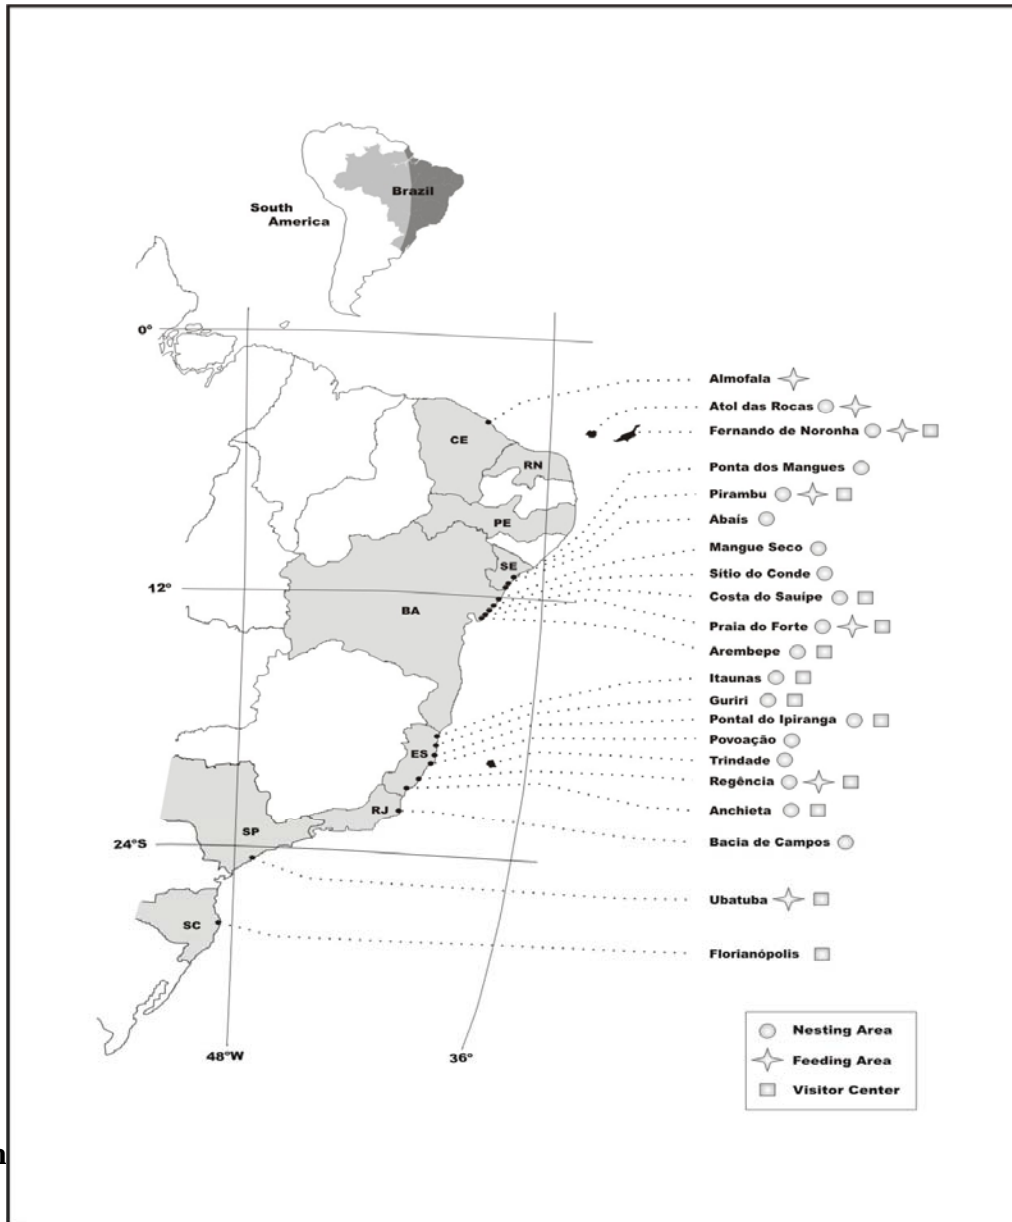 Brazil
South
America
0°
Almofala
Atol das Rocas
CE
Fernando de Noronha
RN
Ponta dos Mangues
Pirambu
PE
Abaís
Mangue Seco
SE
Sítio do Conde
12°
BA
Costa do Sauípe
Praia do Forte
Arembepe
Itaunas
Guriri
Pontal do Ipiranga
Povoação
ES
Trindade
Regência
RJ
Anchieta
SP
24°S
Bacia de Campos
Ubatuba
SC
Florianópolis
48°W
36°
Nesting Area
Feeding Area
Visitor Center